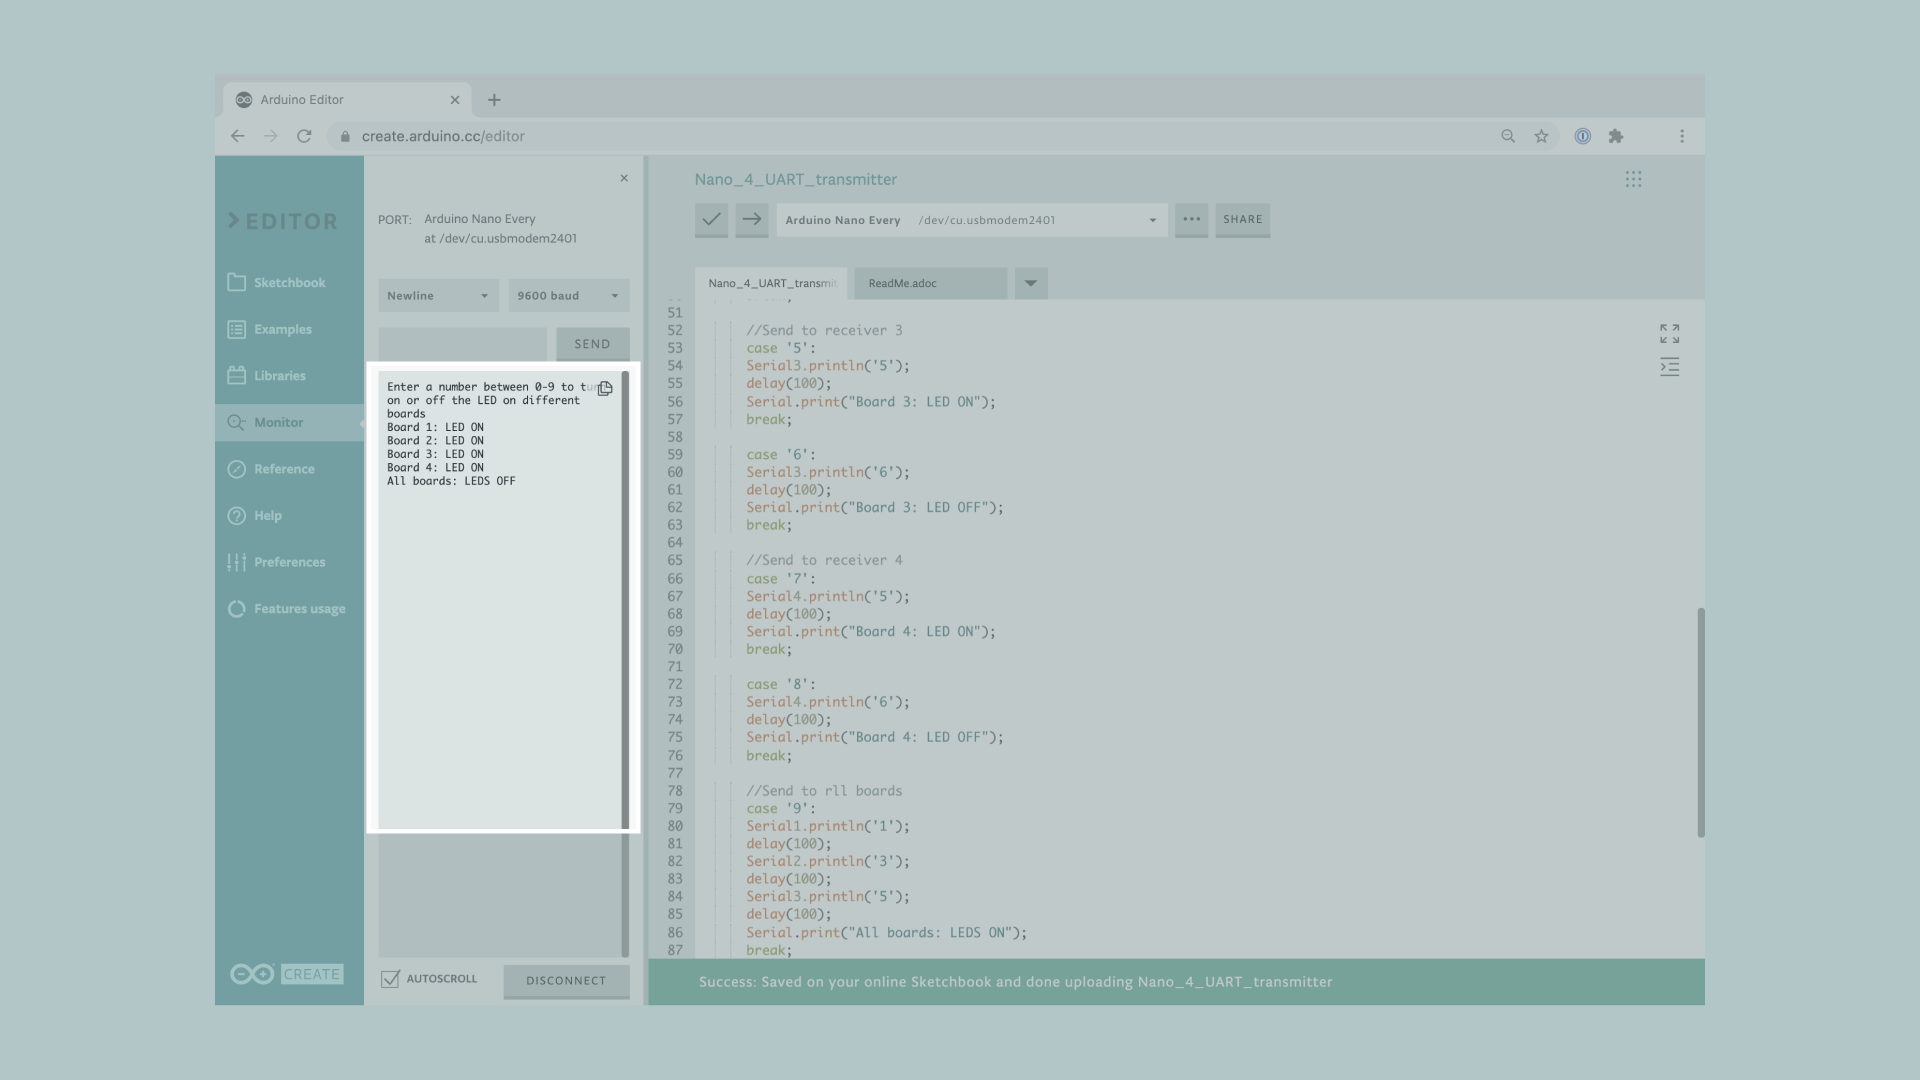 Arduino Editor
create.arduino.cc/editor
EDITOR
Sketchbook
Examples
Libraries
Monitor
Reference
Help
Preferences
Features usage
CREATE
PORT: Arduino Nano Every
at /dev/cu.usbmodem2401
Newline
9600 baud
SEND
Enter a number between 0-9 to turn
on or off the LED on different
boards
Board 1: LED ON
Board 2: LED ON
Board 3: LED ON
Board 4: LED ON
All boards: LEDS OFF
AUTOSCROLL
DISCONNECT
Nano_4_UART_transmitter
Arduino Nano Every /dev/cu.usbmodem2401
SHARE
Nano_4_UART_transmit
ReadMe.adoc
51
52 //Send to receiver 3
53 case '5':
54 Serial3.println('5');
55 delay(100);
56 Serial.print("Board 3: LED ON");
57 break;
58
59 case '6':
60 Serial3.println('6');
61 delay(100);
62 Serial.print("Board 3: LED OFF");
63 break;
64
65 //Send to receiver 4
66 case '7':
67 Serial4.println('5');
68 delay(100);
69 Serial.print("Board 4: LED ON");
70 break;
71
72 case '8':
73 Serial4.println('6');
74 delay(100);
75 Serial.print("Board 4: LED OFF");
76 break;
77
78 //Send to rll boards
79 case '9':
80 Serial1.println('1');
81 delay(100);
82 Serial2.println('3');
83 delay(100);
84 Serial3.println('5');
85 delay(100);
86 Serial.print("All boards: LEDS ON");
87 break;
Success: Saved on your online Sketchbook and done uploading Nano_4_UART_transmitter